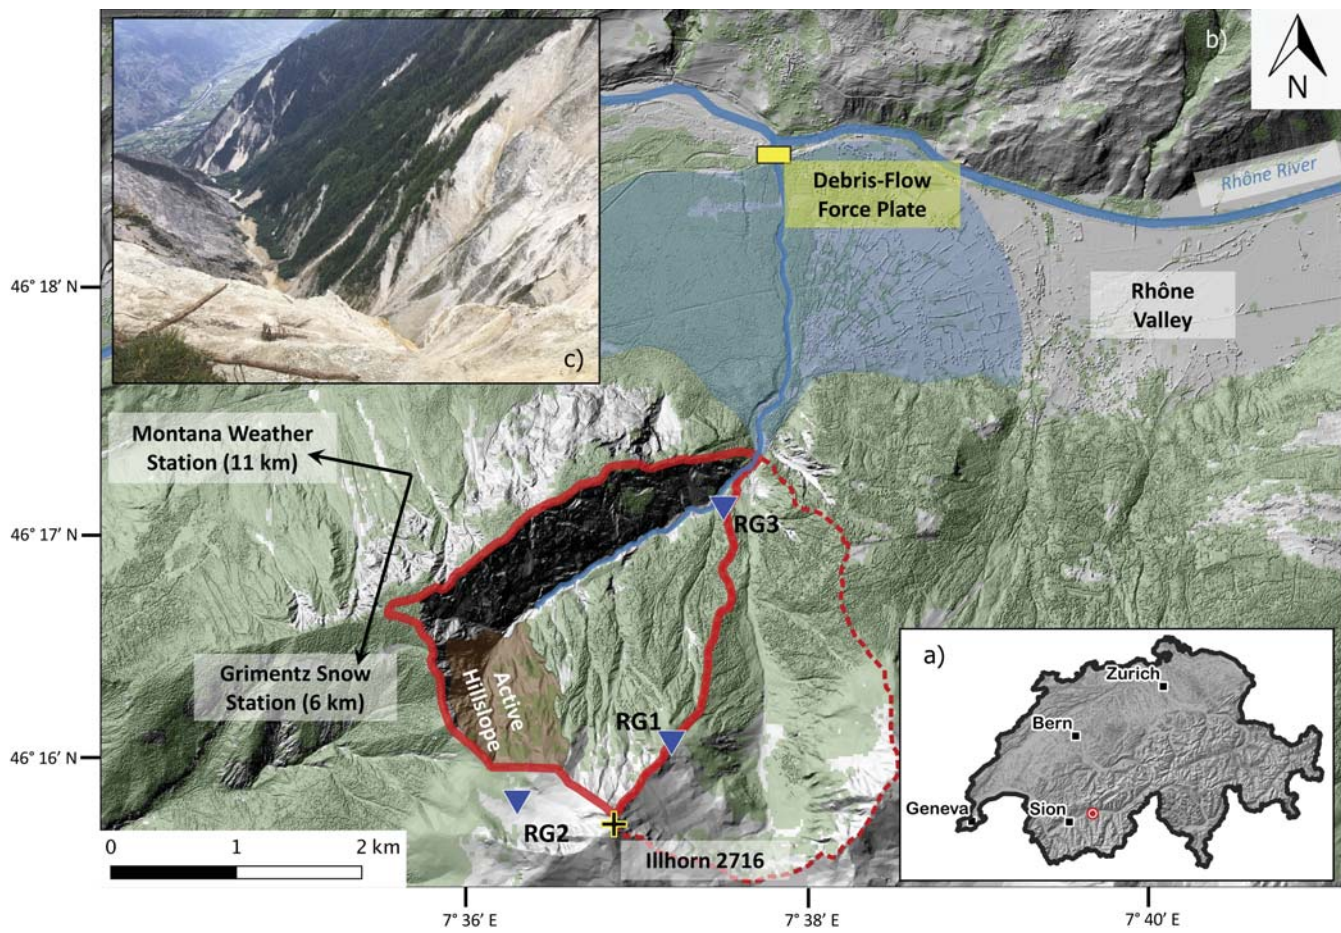 b)
N
Rhône River
Debris-Flow
Force Plate
46° 18’ N
Rhône
Valley
c)
Montana Weather
Station (11 km)
46° 17’ N
RG3
Grimentz Snow
Station (6 km)
Active
Hillslope
RG1
46° 16’ N
RG2
Illhorn 2716
0 1 2 km
a)
Zurich
Bern
Geneva
Sion
7° 36’ E
7° 38’ E
7° 40’ E